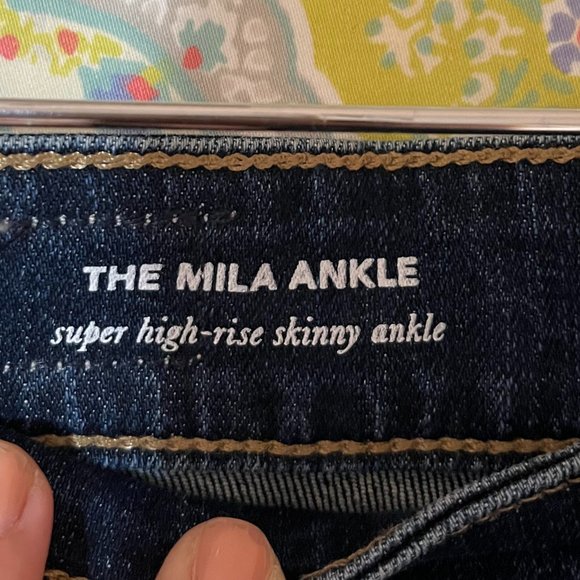 THE MILA ANKLE
super high-rise skinny ankle